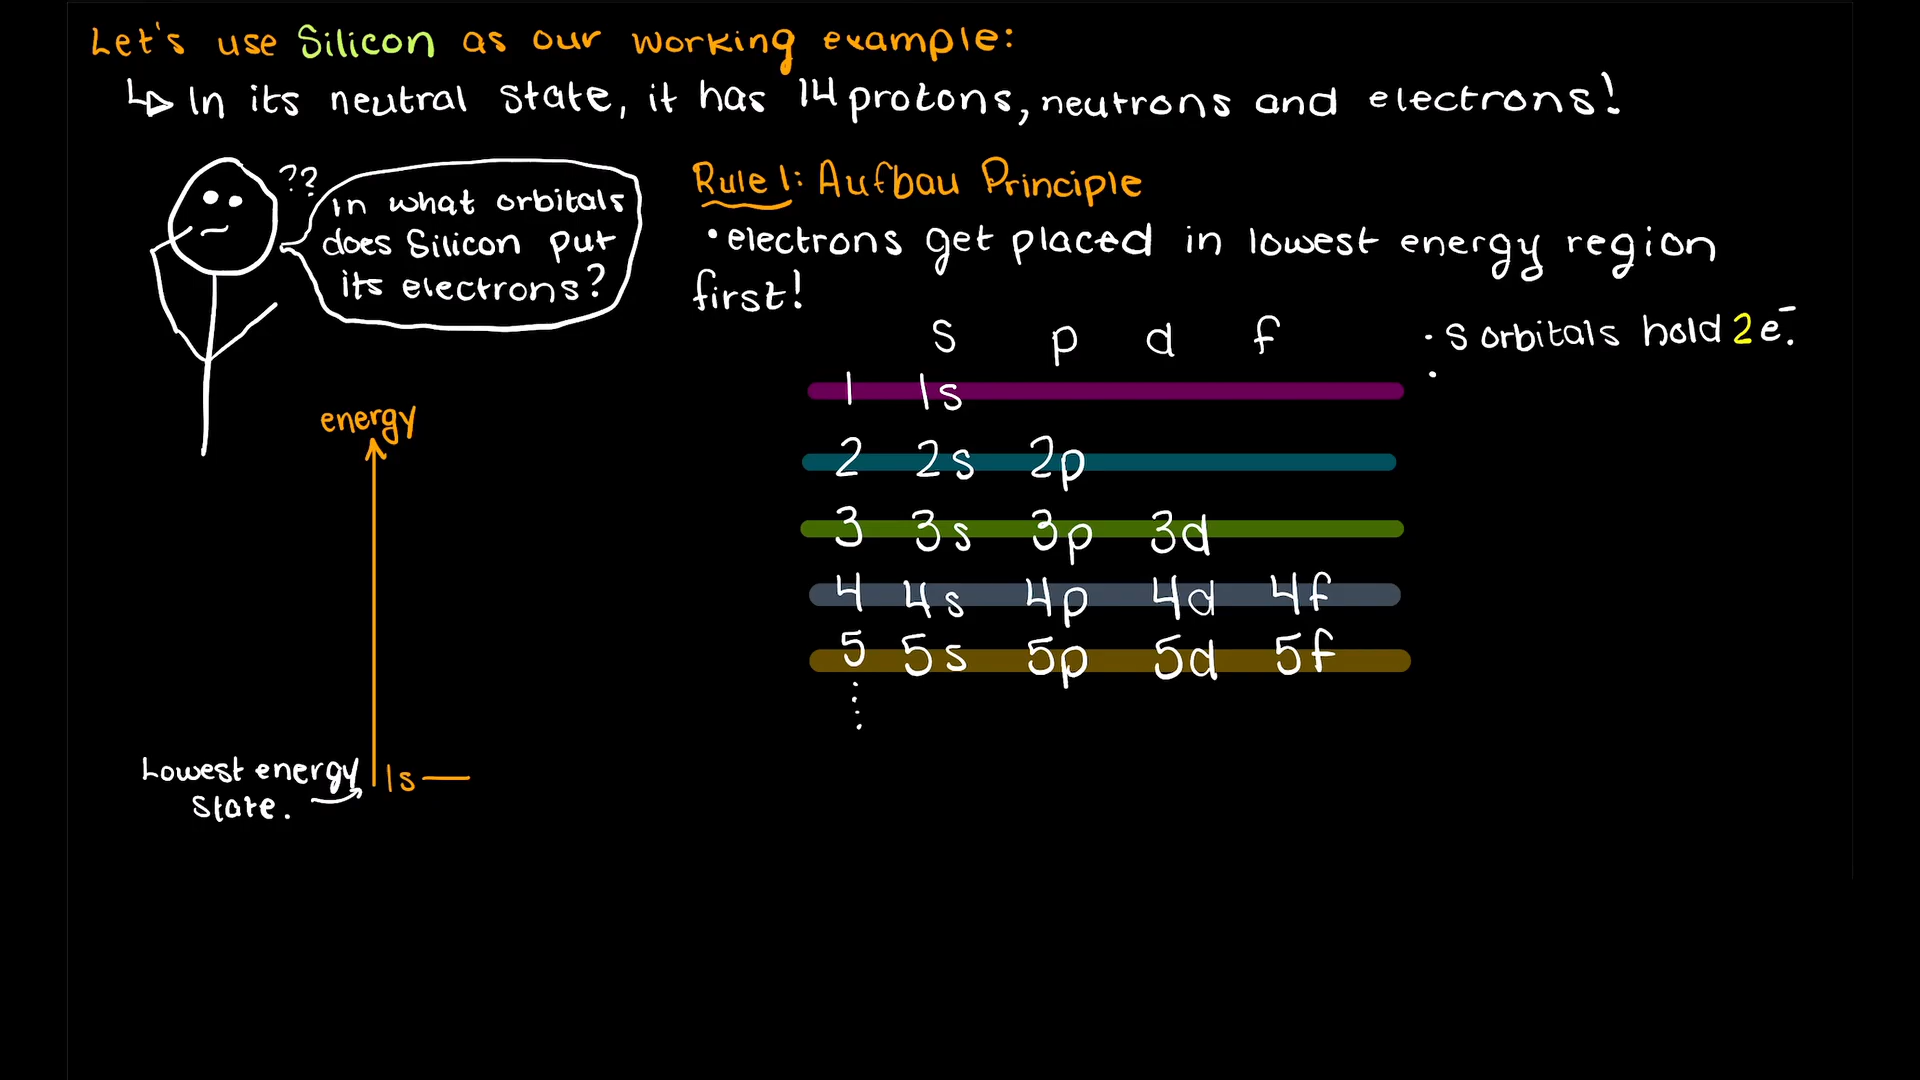 Let's use Silicon as our working example:
In its neutral state, it has 14 protons, neutrons and electrons!
??
In what orbitals
does Silicon put
its electrons?
Rule 1: Aufbau Principle
• electrons get placed in lowest energy region
first!
s p d f
1 1s
2 2s 2p
3 3s 3p 3d
4 4s 4p 4d 4f
5 5s 5p 5d 5f
• s orbitals hold 2e⁻.
•
energy
Lowest energy
state.
1s